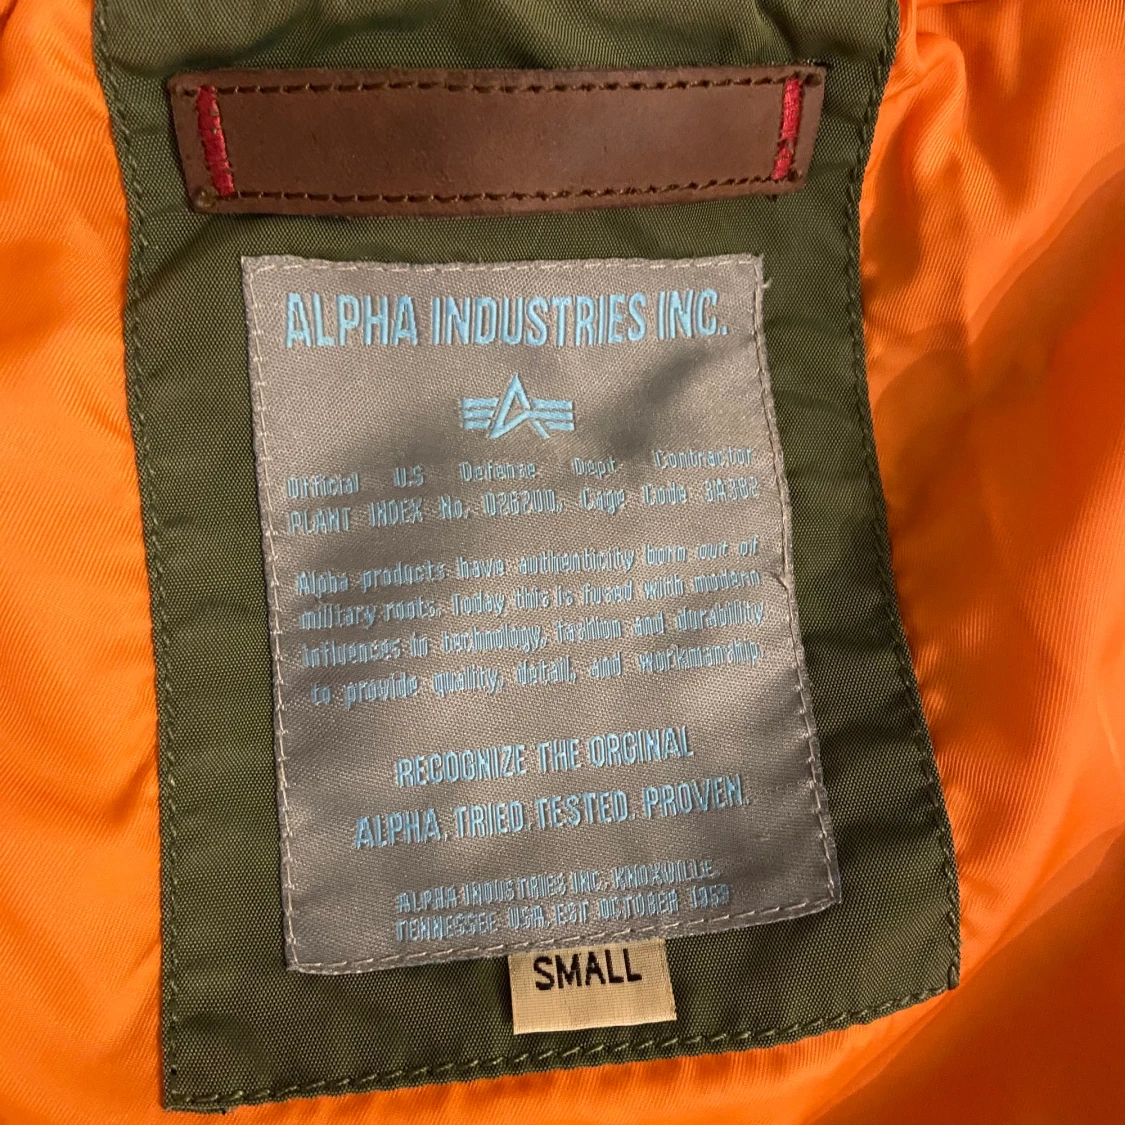 ALPHA INDUSTRIES INC.
Official U.S Defense Dept Contractor
PLANT INDEX No, 026200, Cage Code 3A362
Alpha products have authenticity born out of
military roots. Today this is fused with modern
influences in technology, fashion and durability
to provide quality, detail, and workmanship
RECOGNIZE THE ORGINAL
ALPHA, TRIED. TESTED. PROVEN.
ALPHA INDUSTRIES INC. KNOXVILLE,
TENNESSEE USA. EST OCTOBER 1959
SMALL